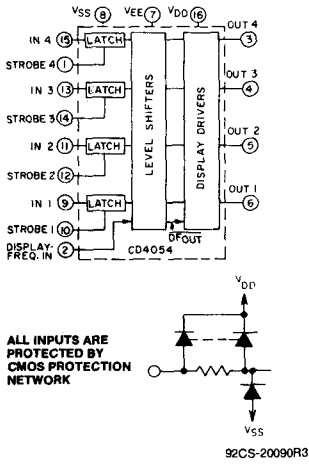 VSS 8 VEE 7 VDD 16
OUT 4
IN 4 15 LATCH 3
STROBE 4 1
OUT 3
IN 3 13 LATCH 4
STROBE 3 14
LEVEL SHIFTERS
DISPLAY DRIVERS
OUT 2
IN 2 11 LATCH 5
STROBE 2 12
OUT 1
IN 1 9 LATCH 6
STROBE 1 10
DFOUT
DISPLAY-
FREQ. IN 2
CD4054
VDD
ALL INPUTS ARE
PROTECTED BY
CMOS PROTECTION
NETWORK
VSS
92CS-20090R3